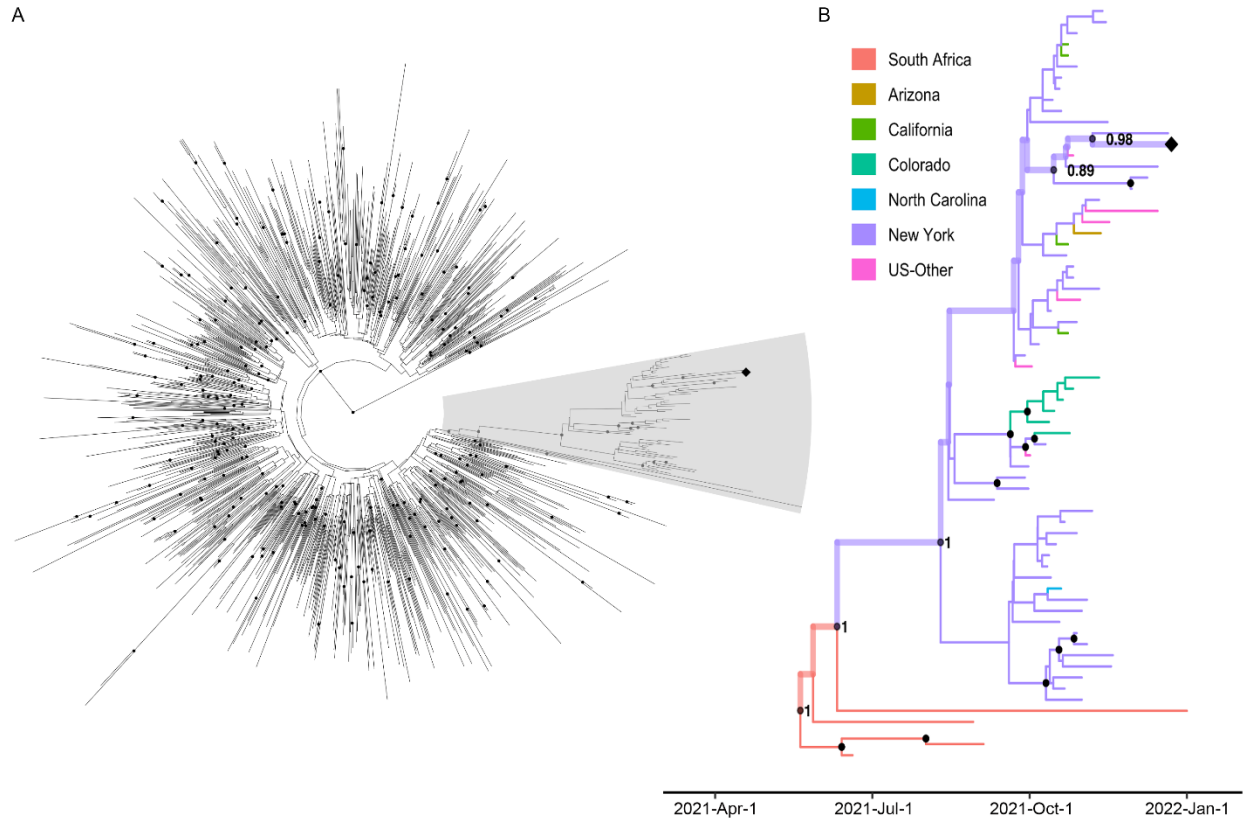 A
B
South Africa
Arizona
California
Colorado
North Carolina
New York
US-Other
0.98
0.89
1
1
1
2021-Apr-1 2021-Jul-1 2021-Oct-1 2022-Jan-1